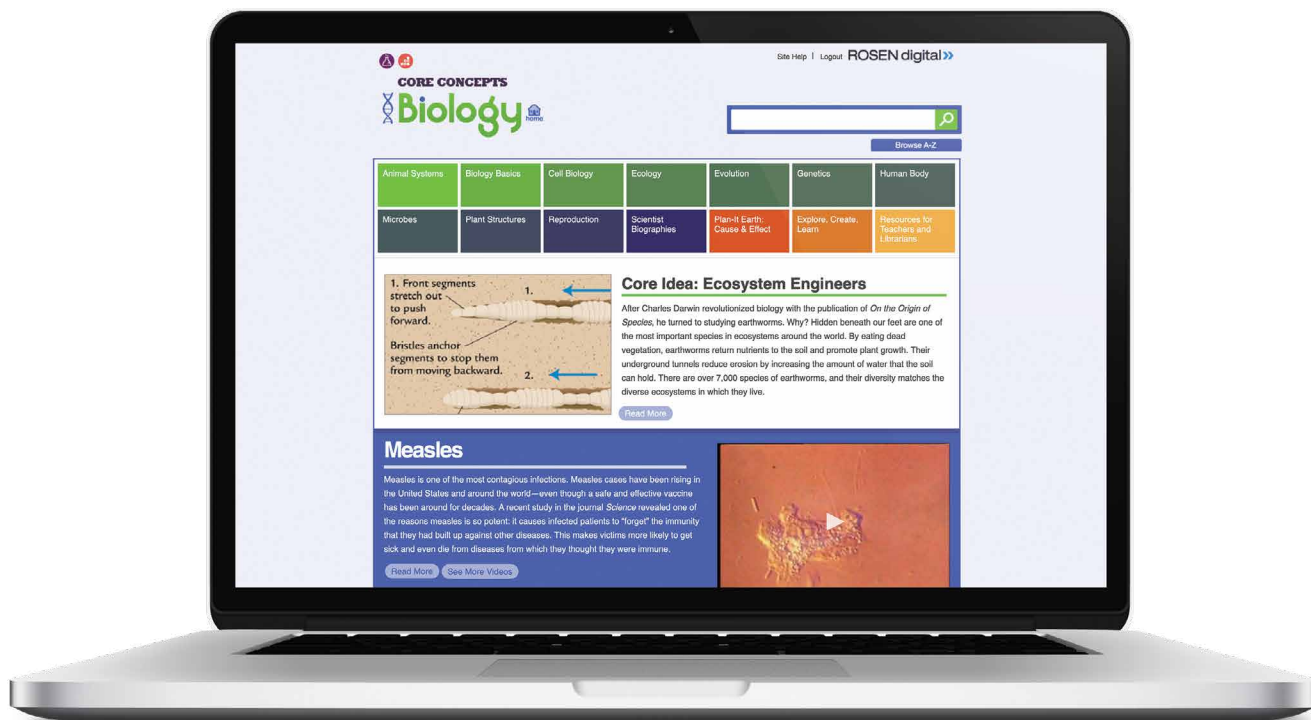 Site Help | Logout ROSEN digital»
CORE CONCEPTS
Biology
home
Browse A-Z
Animal Systems
Biology Basics
Cell Biology
Ecology
Evolution
Genetics
Human Body
Microbes
Plant Structures
Reproduction
Scientist
Biographies
Plan-It Earth:
Cause & Effect
Explore, Create,
Learn
Resources for
Teachers and
Librarians
1. Front segments
stretch out
to push
forward.
1.
Bristles anchor
segments to stop them
from moving backward.
2.
Core Idea: Ecosystem Engineers
After Charles Darwin revolutionized biology with the publication of On the Origin of
Species, he turned to studying earthworms. Why? Hidden beneath our feet are one of
the most important species in ecosystems around the world. By eating dead
vegetation, earthworms return nutrients to the soil and promote plant growth. Their
underground tunnels reduce erosion by increasing the amount of water that the soil
can hold. There are over 7,000 species of earthworms, and their diversity matches the
diverse ecosystems in which they live.
Read More
Measles
Measles is one of the most contagious infections. Measles cases have been rising in
the United States and around the world—even though a safe and effective vaccine
has been around for decades. A recent study in the journal Science revealed one of
the reasons measles is so potent: it causes infected patients to "forget" the immunity
that they had built up against other diseases. This makes victims more likely to get
sick and even die from diseases from which they thought they were immune.
Read More
See More Videos